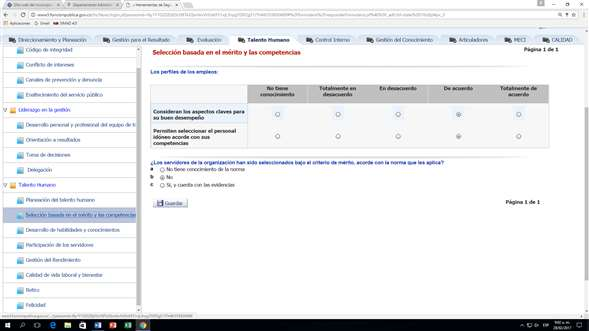 Direccionamiento y Planeación
Gestión para el Resultado
Evaluación
Talento Humano
Control Interno
Gestión del Conocimiento
Articuladores
MECI
CALIDAD
Código de integridad
Conflicto de intereses
Canales de prevención y denuncia
Enaltecimiento del servicio público
Liderazgo en la gestión
Desarrollo personal y profesional del equipo de t
Orientación a resultados
Toma de decisiones
Delegación
Talento Humano
Planeación del talento humano
Selección basada en el mérito y las competencias
Desarrollo de habilidades y conocimientos
Participación de los servidores
Gestión del Rendimiento
Calidad de vida laboral y bienestar
Retiro
Felicidad
Selección basada en el mérito y las competencias
Página 1 de 1
Los perfiles de los empleos:
No tiene conocimiento
Totalmente en desacuerdo
En desacuerdo
De acuerdo
Totalmente de acuerdo
Consideran los aspectos claves para
su buen desempeño
Permiten seleccionar el personal
idóneo acorde con sus
competencias
¿Los servidores de la organización han sido seleccionados bajo el criterio de mérito, acorde con la norma que les aplica?
a No tiene conocimiento de la norma
b No
c Sí, y cuenta con las evidencias
Guardar
Página 1 de 1